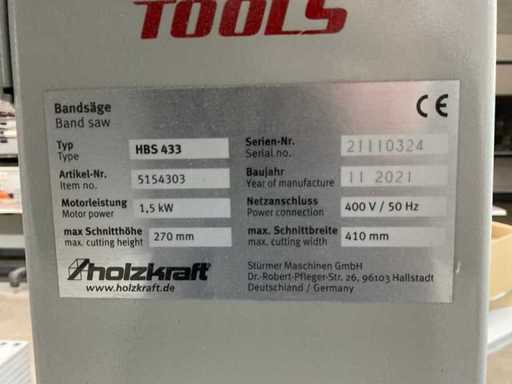 TOOLS
Bandsäge
Band saw
CE
Typ
Type
HBS 433
Serien-Nr.
Serial no.
21110324
Artikel-Nr.
Item no.
5154303
Baujahr
Year of manufacture
11 2021
Motorleistung
Motor power
1,5 kW
Netzanschluss
Power connection
400 V / 50 Hz
max Schnitthöhe
max. cutting height
270 mm
max. Schnittbreite
max. cutting width
410 mm
holzkraft
www.holzkraft.de
Stürmer Maschinen GmbH
Dr.-Robert-Pfleger-Str. 26, 96103 Hallstadt
Deutschland / Germany